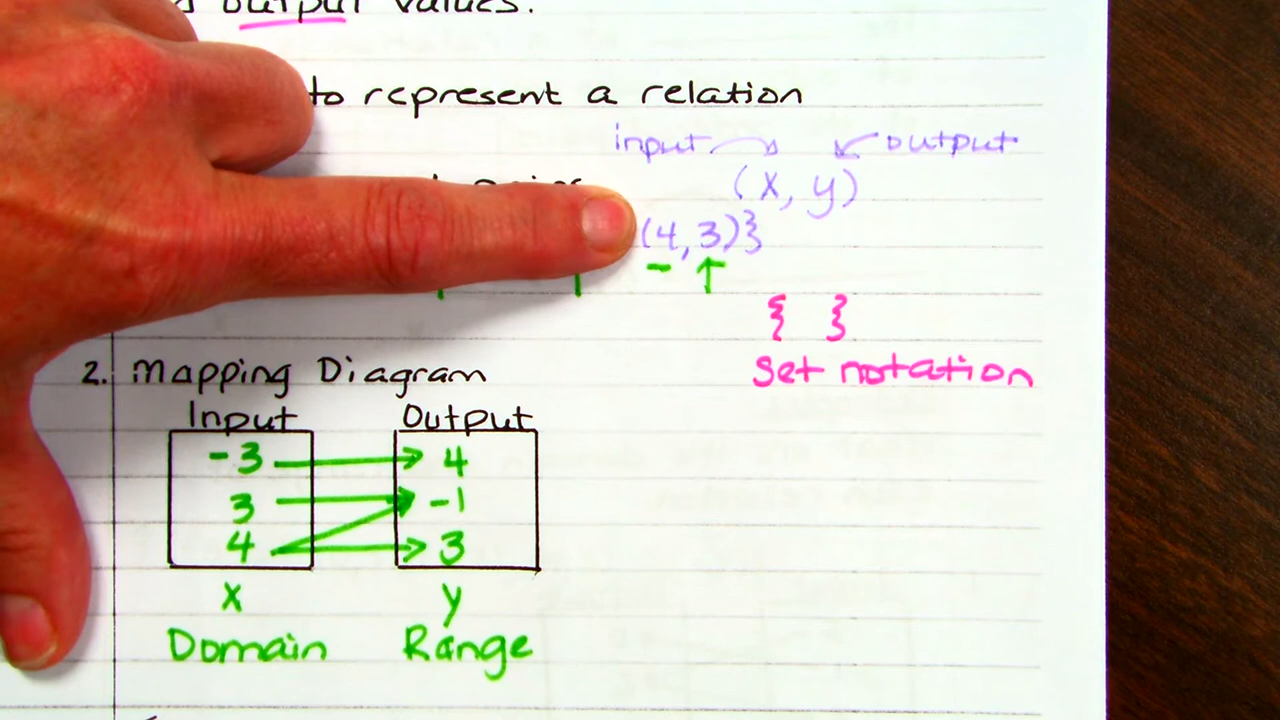 output values.
to represent a relation
input output
(x, y)
(4,3)}
{ }
2. Mapping Diagram
set notation
Input Output
-3 4
3 -1
4 3
x y
Domain Range